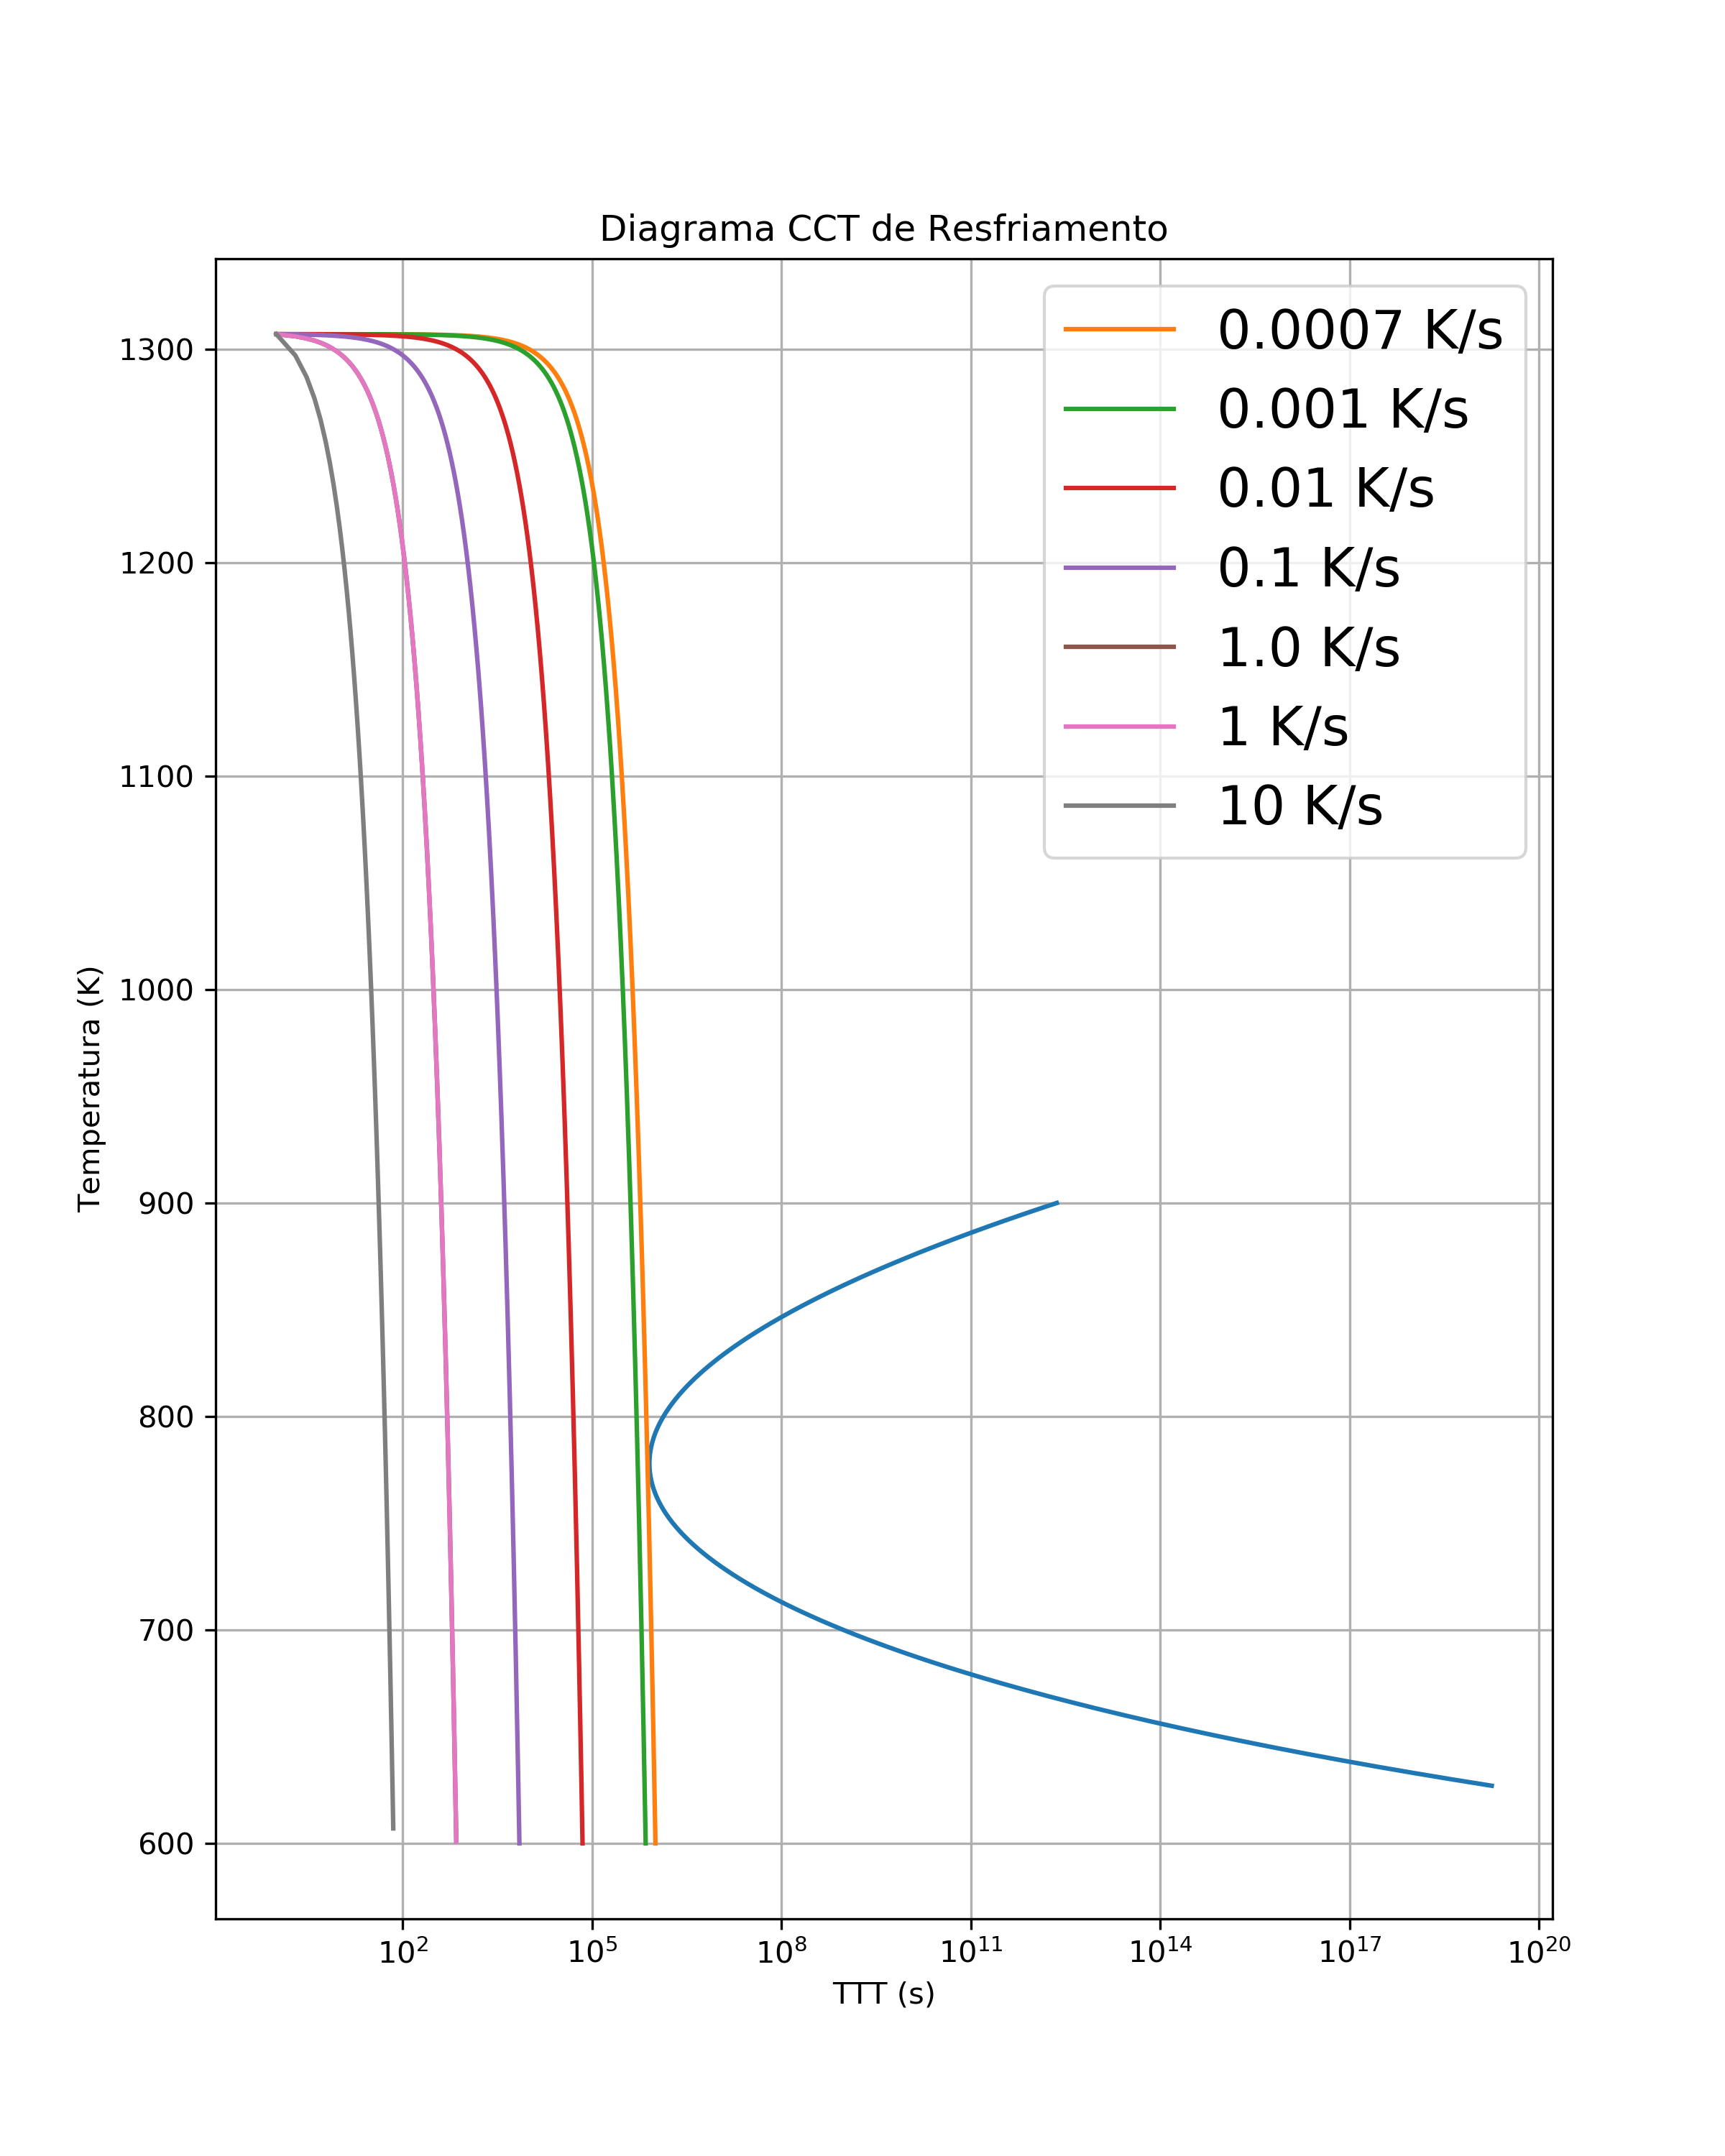 Diagrama CCT de Resfriamento
0.0007 K/s
0.001 K/s
0.01 K/s
0.1 K/s
1.0 K/s
1 K/s
10 K/s
Temperatura (K)
1300
1200
1100
1000
900
800
700
600
10² 10⁵ 10⁸ 10¹¹ 10¹⁴ 10¹⁷ 10²⁰
TTT (s)